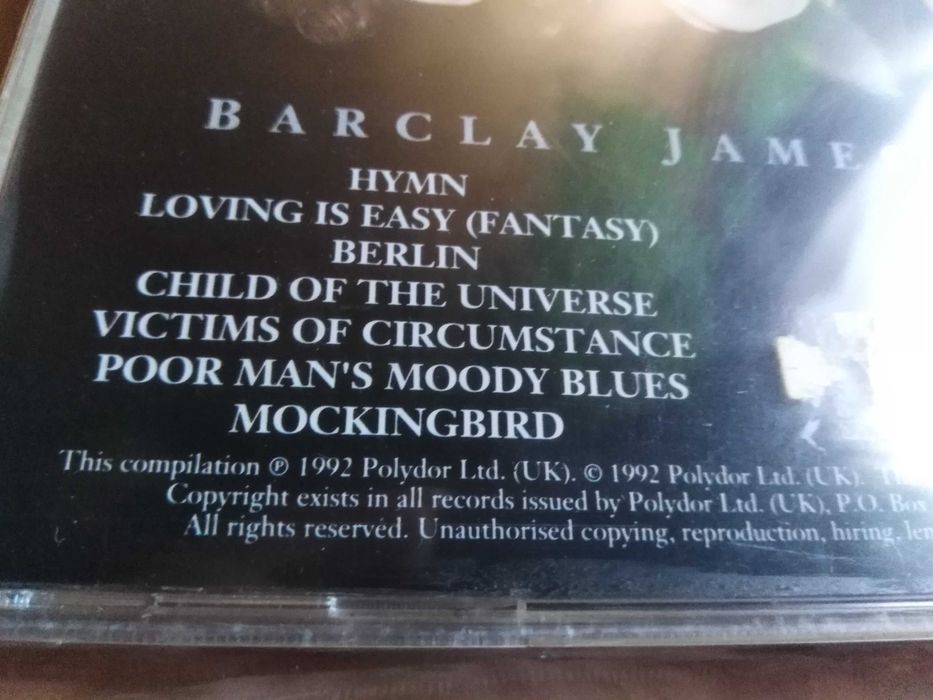 BARCLAY JAME
HYMN
LOVING IS EASY (FANTASY)
BERLIN
CHILD OF THE UNIVERSE
VICTIMS OF CIRCUMSTANCE
POOR MAN'S MOODY BLUES
MOCKINGBIRD
This compilation ℗ 1992 Polydor Ltd. (UK). © 1992 Polydor Ltd. (UK).
Copyright exists in all records issued by Polydor Ltd. (UK), P.O. Box
All rights reserved. Unauthorised copying, reproduction, hiring, len